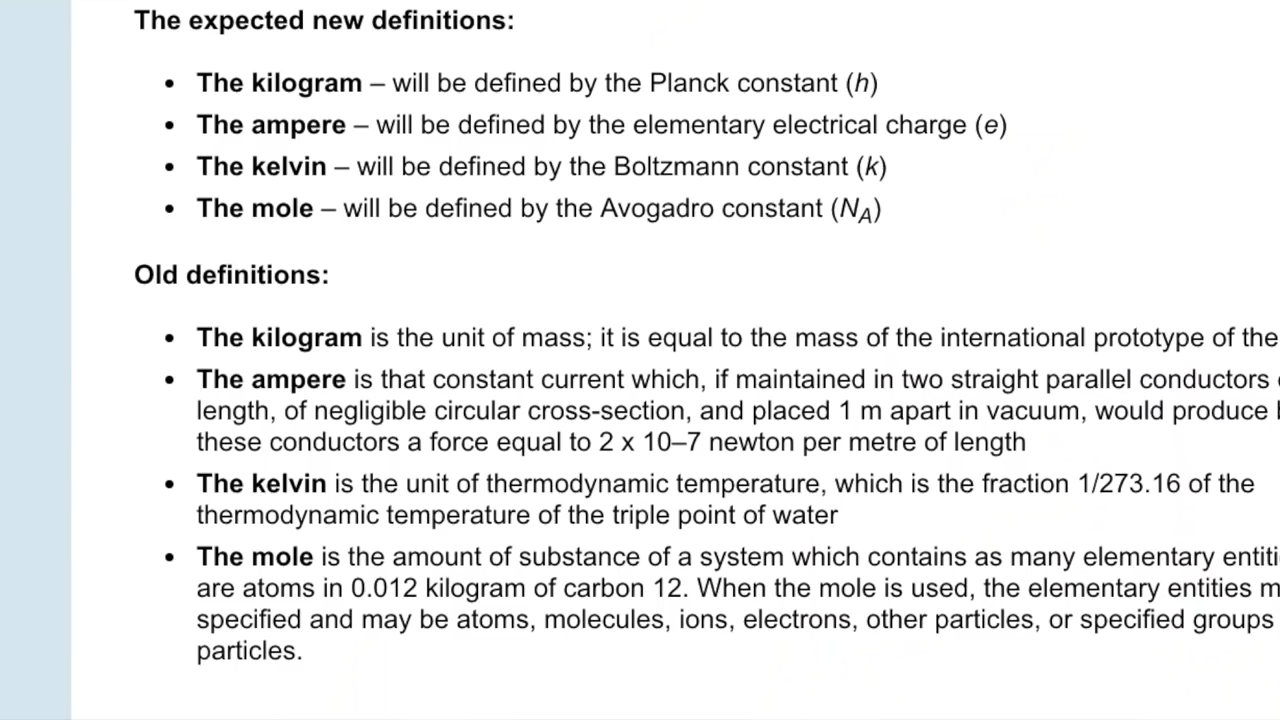 The expected new definitions:
• The kilogram – will be defined by the Planck constant (h)
• The ampere – will be defined by the elementary electrical charge (e)
• The kelvin – will be defined by the Boltzmann constant (k)
• The mole – will be defined by the Avogadro constant (NA)
Old definitions:
• The kilogram is the unit of mass; it is equal to the mass of the international prototype of the
• The ampere is that constant current which, if maintained in two straight parallel conductors
length, of negligible circular cross-section, and placed 1 m apart in vacuum, would produce
these conductors a force equal to 2 x 10–7 newton per metre of length
• The kelvin is the unit of thermodynamic temperature, which is the fraction 1/273.16 of the
thermodynamic temperature of the triple point of water
• The mole is the amount of substance of a system which contains as many elementary
are atoms in 0.012 kilogram of carbon 12. When the mole is used, the elementary entities
specified and may be atoms, molecules, ions, electrons, other particles, or specified groups
particles.